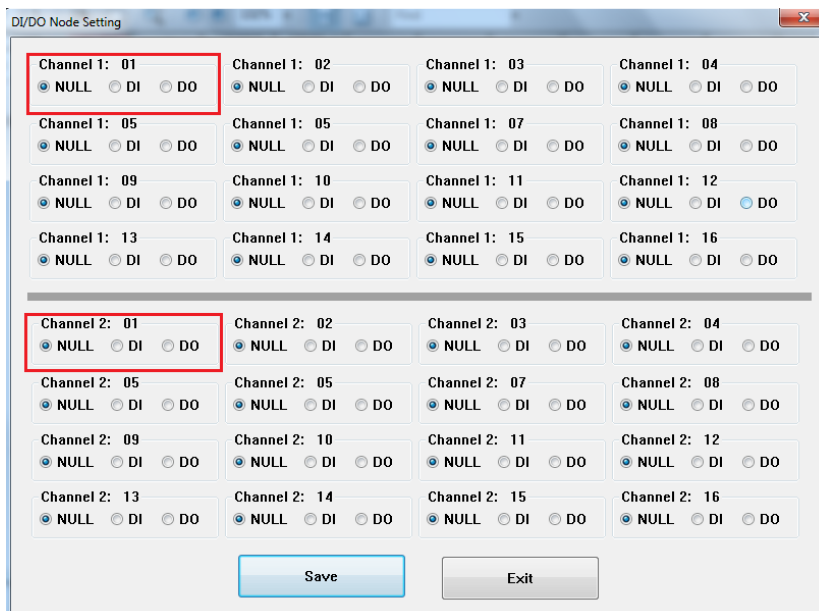 DI/DO Node Setting
Channel 1: 01 Channel 1: 02 Channel 1: 03 Channel 1: 04
NULL DI DO NULL DI DO NULL DI DO NULL DI DO
Channel 1: 05 Channel 1: 05 Channel 1: 07 Channel 1: 08
NULL DI DO NULL DI DO NULL DI DO NULL DI DO
Channel 1: 09 Channel 1: 10 Channel 1: 11 Channel 1: 12
NULL DI DO NULL DI DO NULL DI DO NULL DI DO
Channel 1: 13 Channel 1: 14 Channel 1: 15 Channel 1: 16
NULL DI DO NULL DI DO NULL DI DO NULL DI DO
Channel 2: 01 Channel 2: 02 Channel 2: 03 Channel 2: 04
NULL DI DO NULL DI DO NULL DI DO NULL DI DO
Channel 2: 05 Channel 2: 05 Channel 2: 07 Channel 2: 08
NULL DI DO NULL DI DO NULL DI DO NULL DI DO
Channel 2: 09 Channel 2: 10 Channel 2: 11 Channel 2: 12
NULL DI DO NULL DI DO NULL DI DO NULL DI DO
Channel 2: 13 Channel 2: 14 Channel 2: 15 Channel 2: 16
NULL DI DO NULL DI DO NULL DI DO NULL DI DO
Save Exit